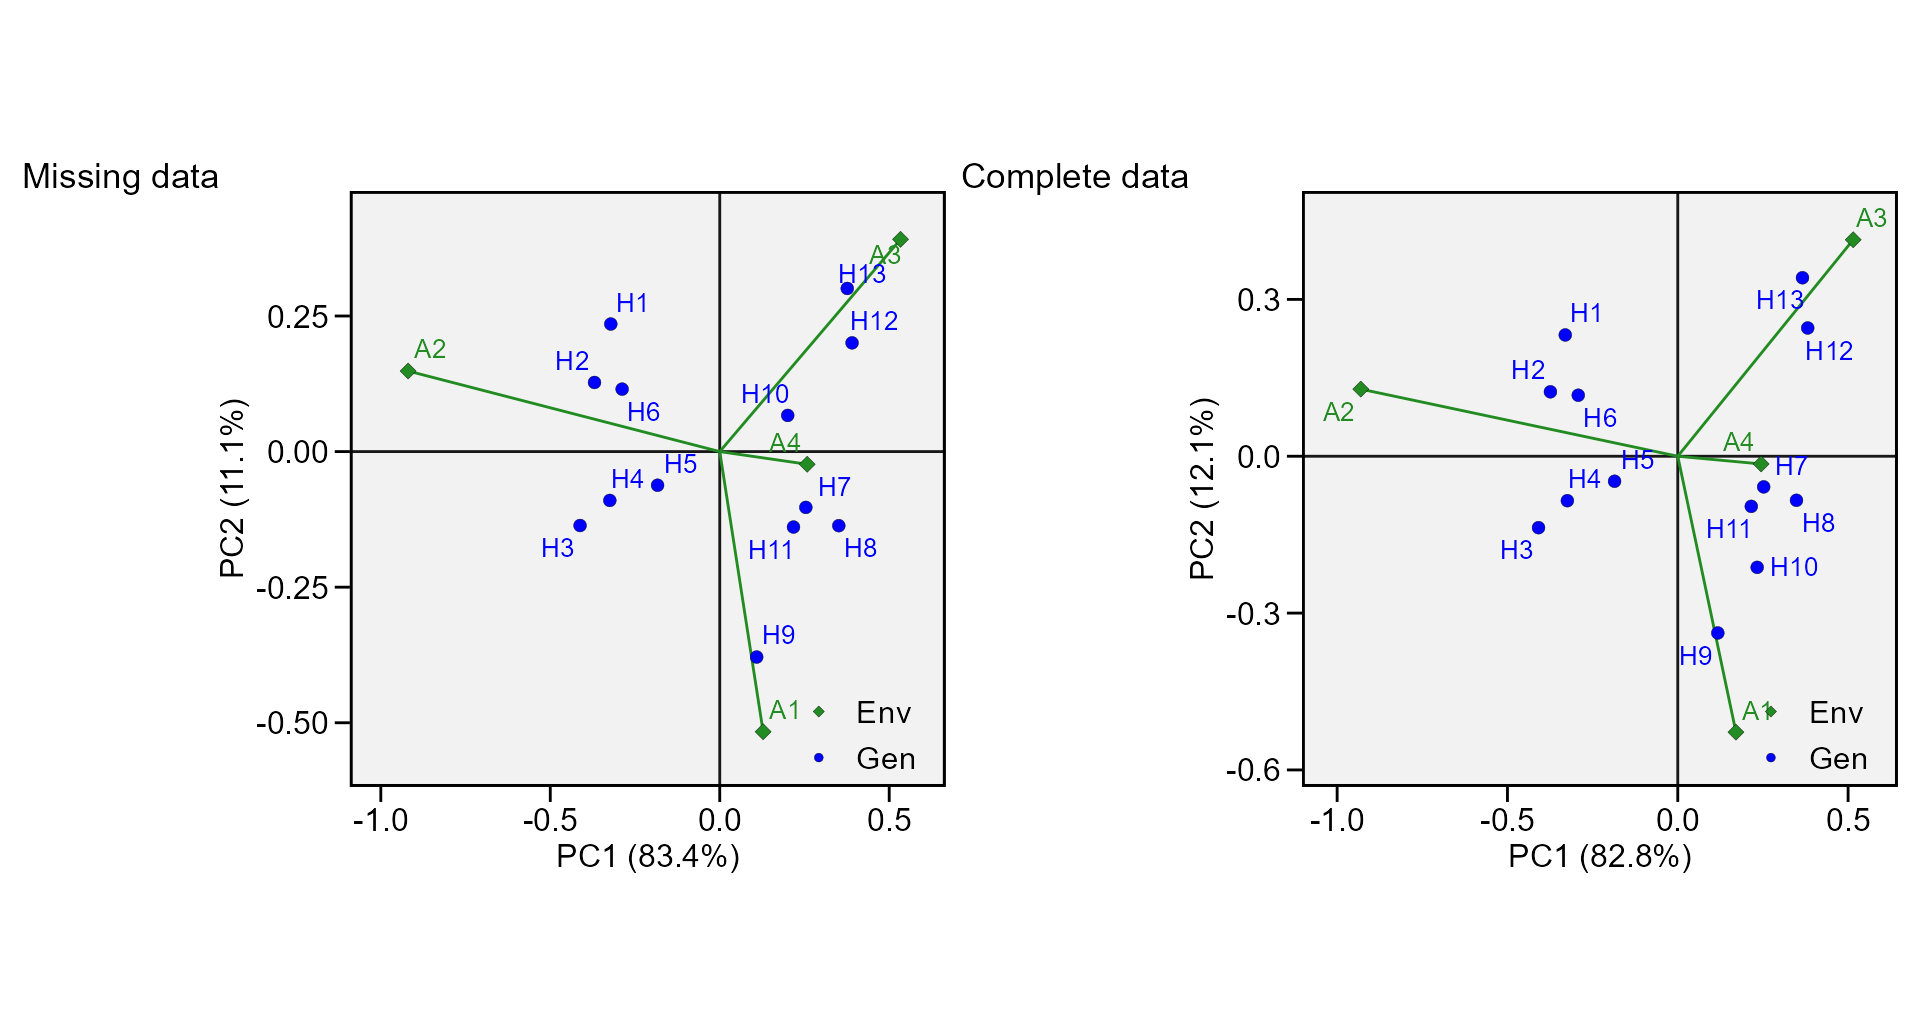 Missing data
A3
H13
H1
0.25
H12
A2
H2
H10
H6
A4
0.00
H5
H4
H7
H3
H11
H8
-0.25
H9
A1
Env
-0.50
Gen
-1.0
-0.5
0.0
0.5
PC1 (83.4%)
PC2 (11.1%)
Complete data
A3
0.3
H13
H1
H12
H2
A2
H6
A4
0.0
H5
H7
H4
H11
H8
H3
H10
-0.3
H9
A1
Env
Gen
-0.6
-1.0
-0.5
0.0
0.5
PC1 (82.8%)
PC2 (12.1%)